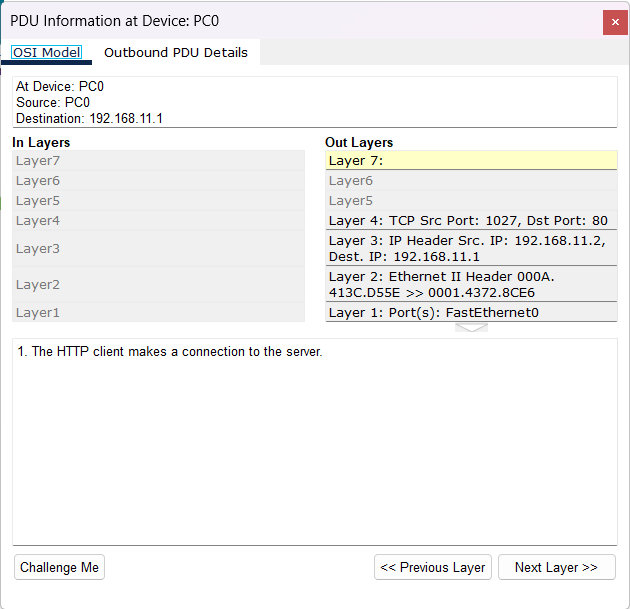 PDU Information at Device: PC0
OSI Model
Outbound PDU Details
At Device: PC0
Source: PC0
Destination: 192.168.11.1
In Layers
Layer7
Layer6
Layer5
Layer4
Layer3
Layer2
Layer1
Out Layers
Layer 7:
Layer6
Layer5
Layer 4: TCP Src Port: 1027, Dst Port: 80
Layer 3: IP Header Src. IP: 192.168.11.2,
Dest. IP: 192.168.11.1
Layer 2: Ethernet II Header 000A.
413C.D55E >> 0001.4372.8CE6
Layer 1: Port(s): FastEthernet0
1. The HTTP client makes a connection to the server.
Challenge Me
<< Previous Layer
Next Layer >>